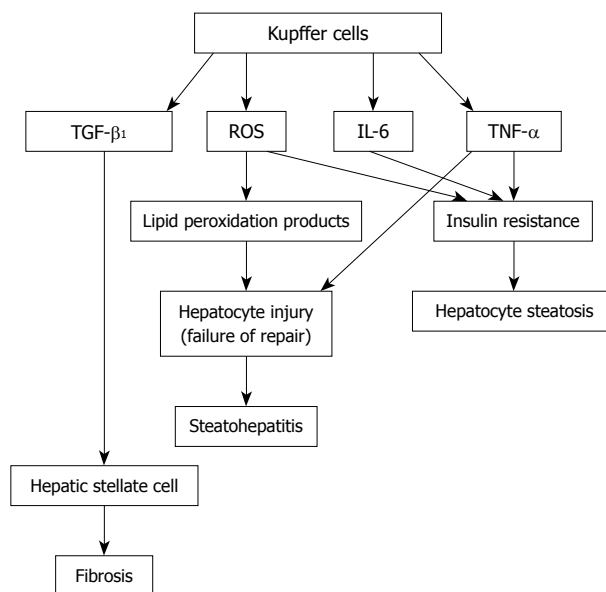 Kupffer cells
TGF-β1
ROS
IL-6
TNF-α
Lipid peroxidation products
Insulin resistance
Hepatocyte injury
(failure of repair)
Hepatocyte steatosis
Steatohepatitis
Hepatic stellate cell
Fibrosis